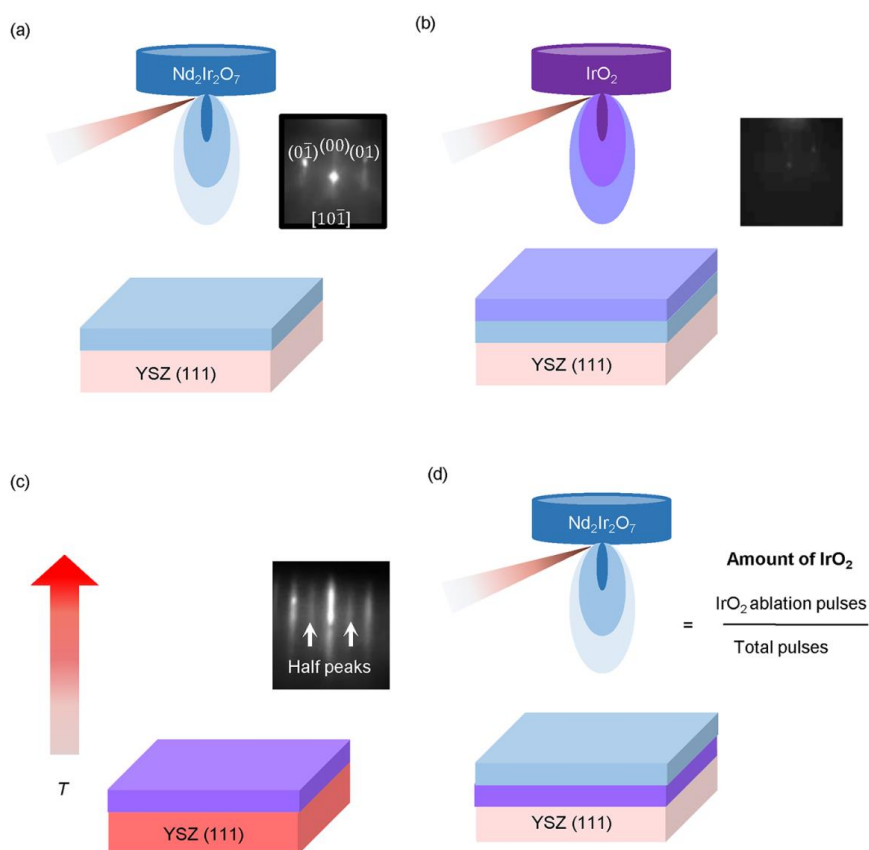 (a)
Nd₂Ir₂O₇
(01̅) (00) (01)
[101̅]
YSZ (111)
(b)
IrO₂
YSZ (111)
(c)
T
Half peaks
YSZ (111)
(d)
Nd₂Ir₂O₇
Amount of IrO₂
=
IrO₂ ablation pulses
Total pulses
YSZ (111)